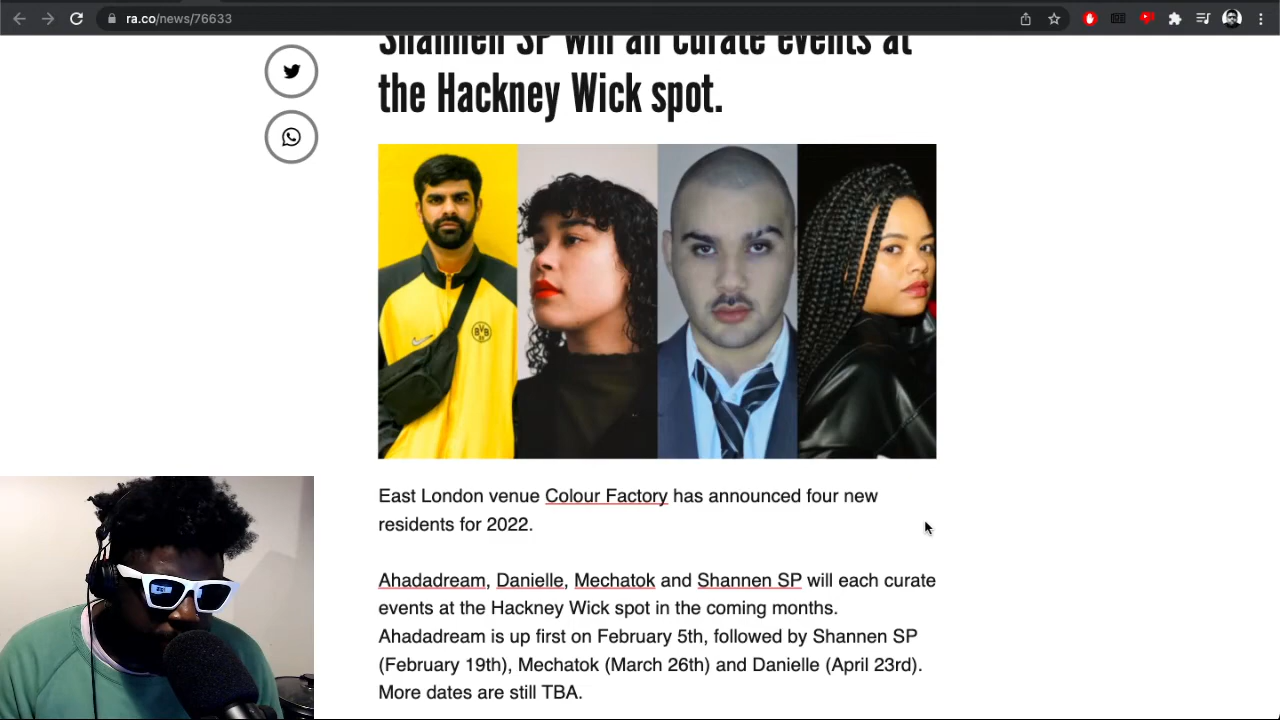 ra.co/news/76633
Shannen SP will all curate events at
the Hackney Wick spot.
BVB
09
East London venue Colour Factory has announced four new
residents for 2022.
Ahadadream, Danielle, Mechatok and Shannen SP will each curate
events at the Hackney Wick spot in the coming months.
Ahadadream is up first on February 5th, followed by Shannen SP
(February 19th), Mechatok (March 26th) and Danielle (April 23rd).
More dates are still TBA.